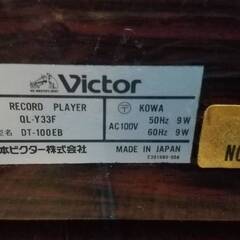 Victor
RECORD PLAYER
QL-Y33F
名 DT-100EB
本ビクター株式会社
〒 KOWA
AC100V 50Hz 9W
60Hz 9W
MADE IN JAPAN
NO